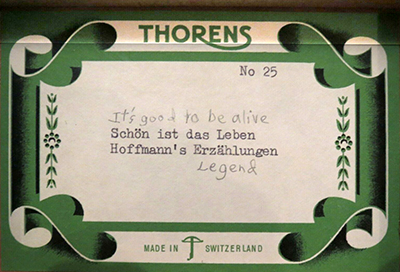 THORENS
No 25
It's good to be alive
Schön ist das Leben
Hoffmann's Erzählungen
Legend
MADE IN SWITZERLAND